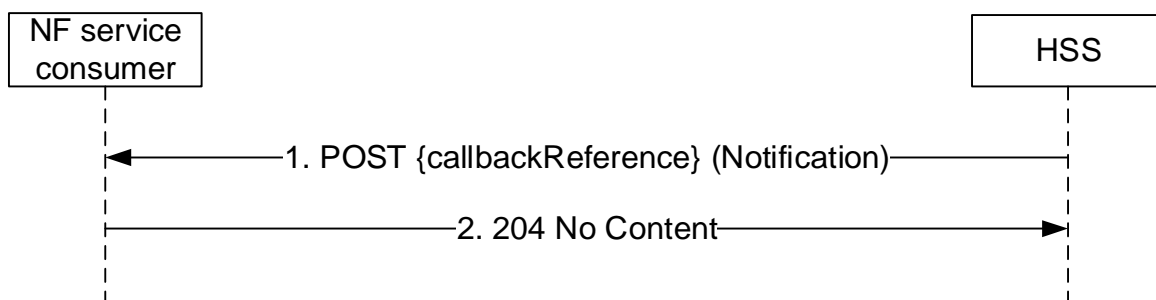 NF service
consumer
HSS
1. POST {callbackReference} (Notification)
2. 204 No Content